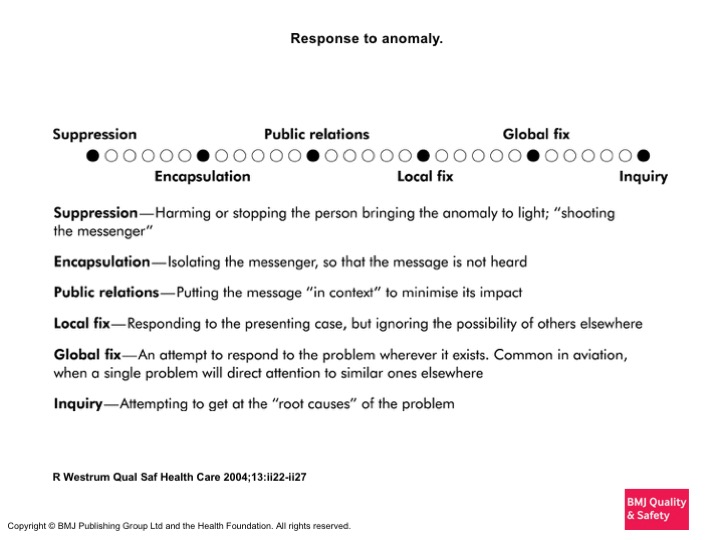 Response to anomaly.
Suppression
Public relations
Global fix
Encapsulation
Local fix
Inquiry
Suppression—Harming or stopping the person bringing the anomaly to light; “shooting
the messenger”
Encapsulation—Isolating the messenger, so that the message is not heard
Public relations—Putting the message “in context” to minimise its impact
Local fix—Responding to the presenting case, but ignoring the possibility of others elsewhere
Global fix—An attempt to respond to the problem wherever it exists. Common in aviation,
when a single problem will direct attention to similar ones elsewhere
Inquiry—Attempting to get at the “root causes” of the problem
R Westrum Qual Saf Health Care 2004;13:ii22-ii27
BMJ Quality
& Safety
Copyright © BMJ Publishing Group Ltd and the Health Foundation. All rights reserved.